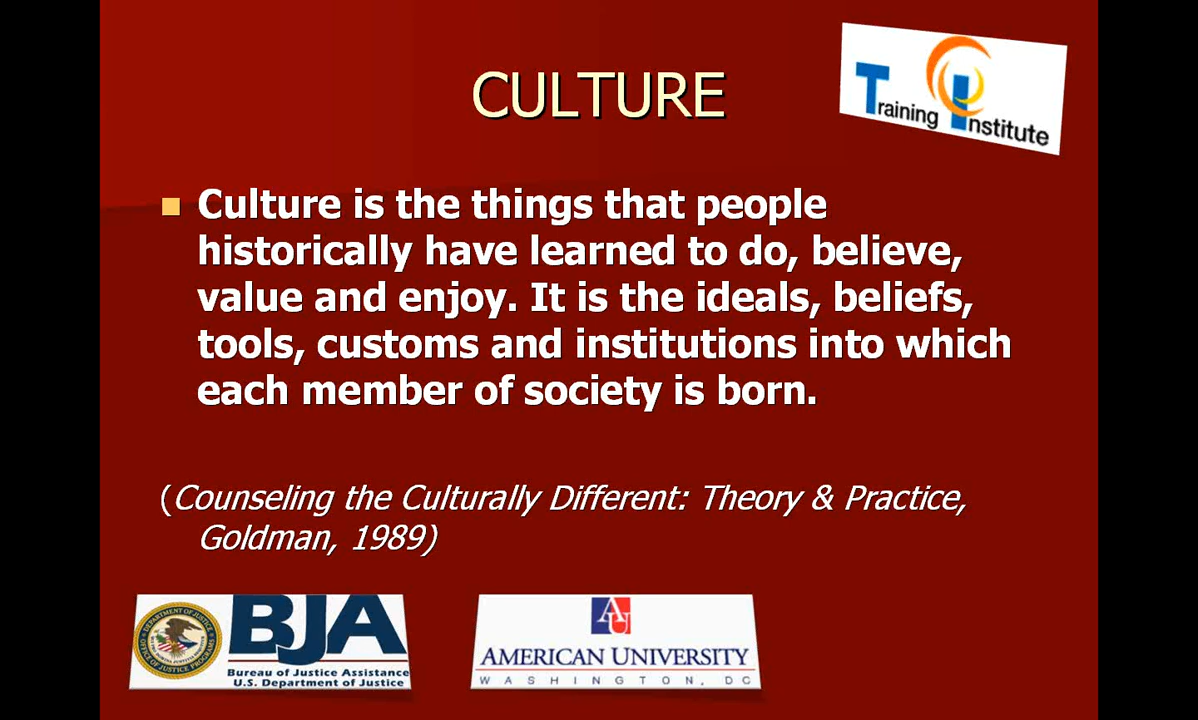 CULTURE
Training Institute
Culture is the things that people
historically have learned to do, believe,
value and enjoy. It is the ideals, beliefs,
tools, customs and institutions into which
each member of society is born.
(Counseling the Culturally Different: Theory & Practice,
Goldman, 1989)
BJA
Bureau of Justice Assistance
U.S. Department of Justice
AU
AMERICAN UNIVERSITY
WASHINGTON, DC